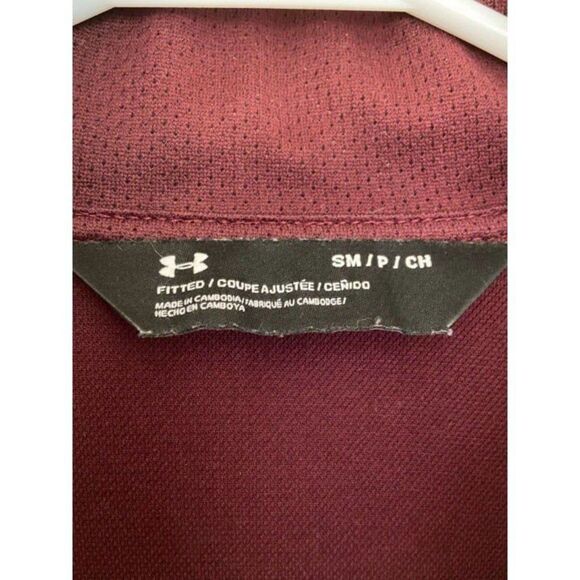 SM / P / CH
FITTED / COUPE AJUSTÉE / CEÑIDO
MADE IN CAMBODIA / FABRIQUÉ AU CAMBODGE /
HECHO EN CAMBOYA